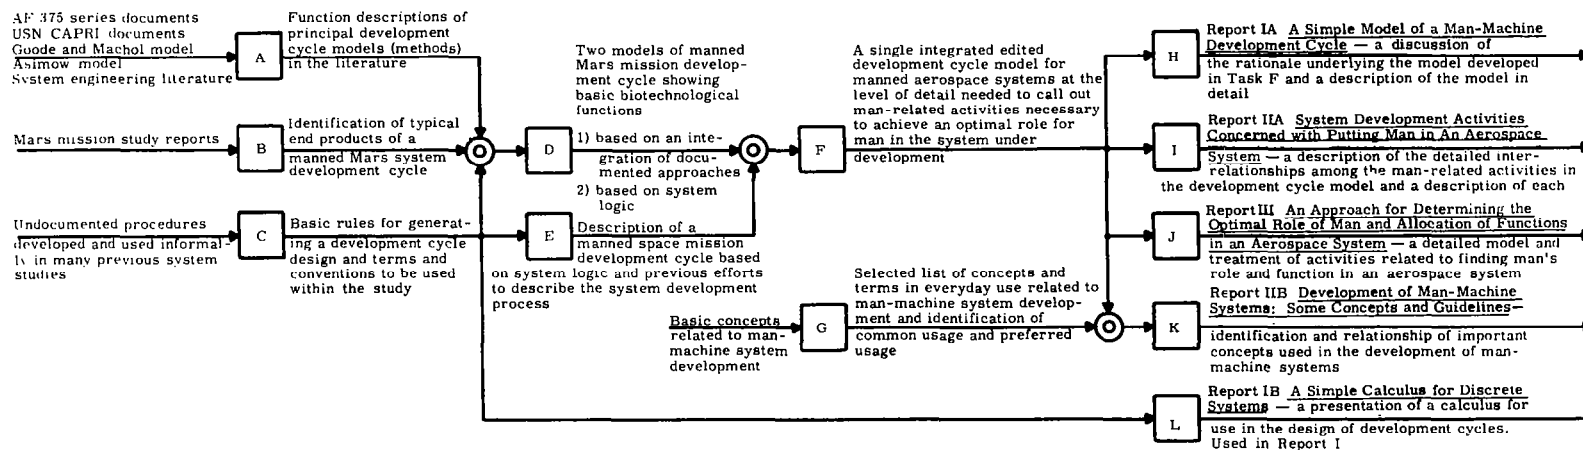 AF 375 series documents
USN CAPRI documents
Goode and Machol model
Asimow model
System engineering literature
A
Function descriptions of
principal development
cycle models (methods)
in the literature
Mars mission study reports
B
Identification of typical
end products of a
manned Mars system
development cycle
Undocumented procedures
developed and used informal-
ly in many previous system
studies
C
Basic rules for generat-
ing a development cycle
design and terms and
conventions to be used
within the study
Two models of manned
Mars mission develop-
ment cycle showing
basic biotechnological
functions
D
1) based on an inte-
gration of docu-
mented approaches
2) based on system
logic
E
Description of a
manned space mission
development cycle based
on system logic and previous efforts
to describe the system development
process
A single integrated edited
development cycle model for
manned aerospace systems at the
level of detail needed to call out
man-related activities necessary
to achieve an optimal role for
man in the system under
development
F
Basic concepts
related to man-
machine system
development
G
Selected list of concepts and
terms in everyday use related to
man-machine system develop-
ment and identification of
common usage and preferred
usage
H
Report IA A Simple Model of a Man-Machine
Development Cycle — a discussion of
the rationale underlying the model developed
in Task F and a description of the model in
detail
I
Report IIA System Development Activities
Concerned with Putting Man in An Aerospace
System — a description of the detailed inter-
relationships among the man-related activities in
the development cycle model and a description of each
J
Report III An Approach for Determining the
Optimal Role of Man and Allocation of Functions
in an Aerospace System — a detailed model and
treatment of activities related to finding man's
role and function in an aerospace system
K
Report IIB Development of Man-Machine
Systems: Some Concepts and Guidelines—
identification and relationship of important
concepts used in the development of man-
machine systems
L
Report IB A Simple Calculus for Discrete
Systems — a presentation of a calculus for
use in the design of development cycles.
Used in Report I